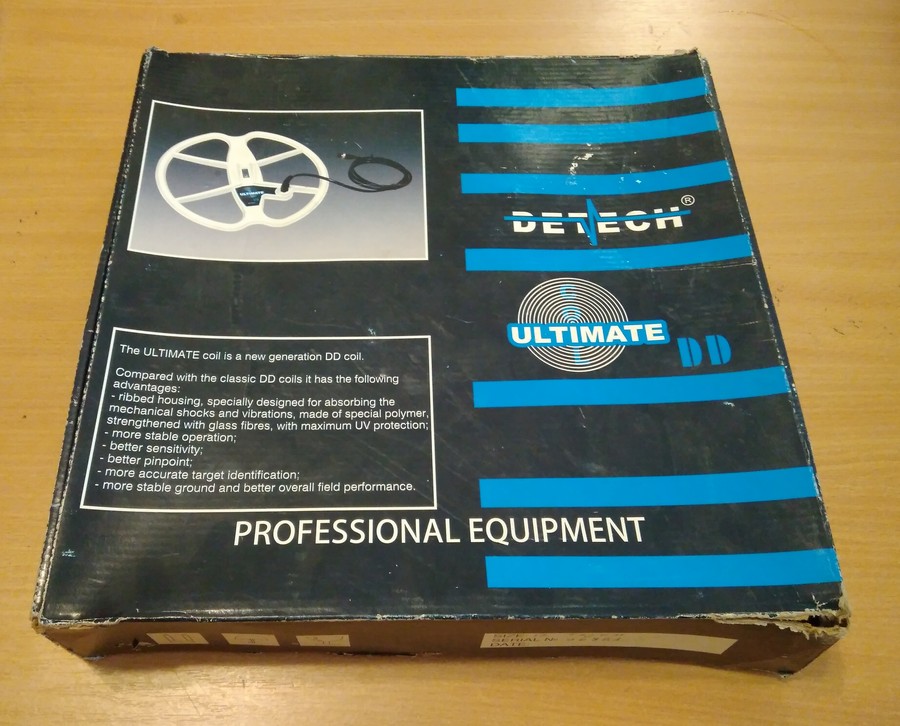 ULTIMATE
DETECH®
ULTIMATE
DD
The ULTIMATE coil is a new generation DD coil.
Compared with the classic DD coils it has the following
advantages:
- ribbed housing, specially designed for absorbing the
mechanical shocks and vibrations, made of special polymer,
strengthened with glass fibres, with maximum UV protection;
- more stable operation;
- better sensitivity;
- better pinpoint;
- more accurate target identification;
- more stable ground and better overall field performance.
PROFESSIONAL EQUIPMENT
SERIAL №
DATE